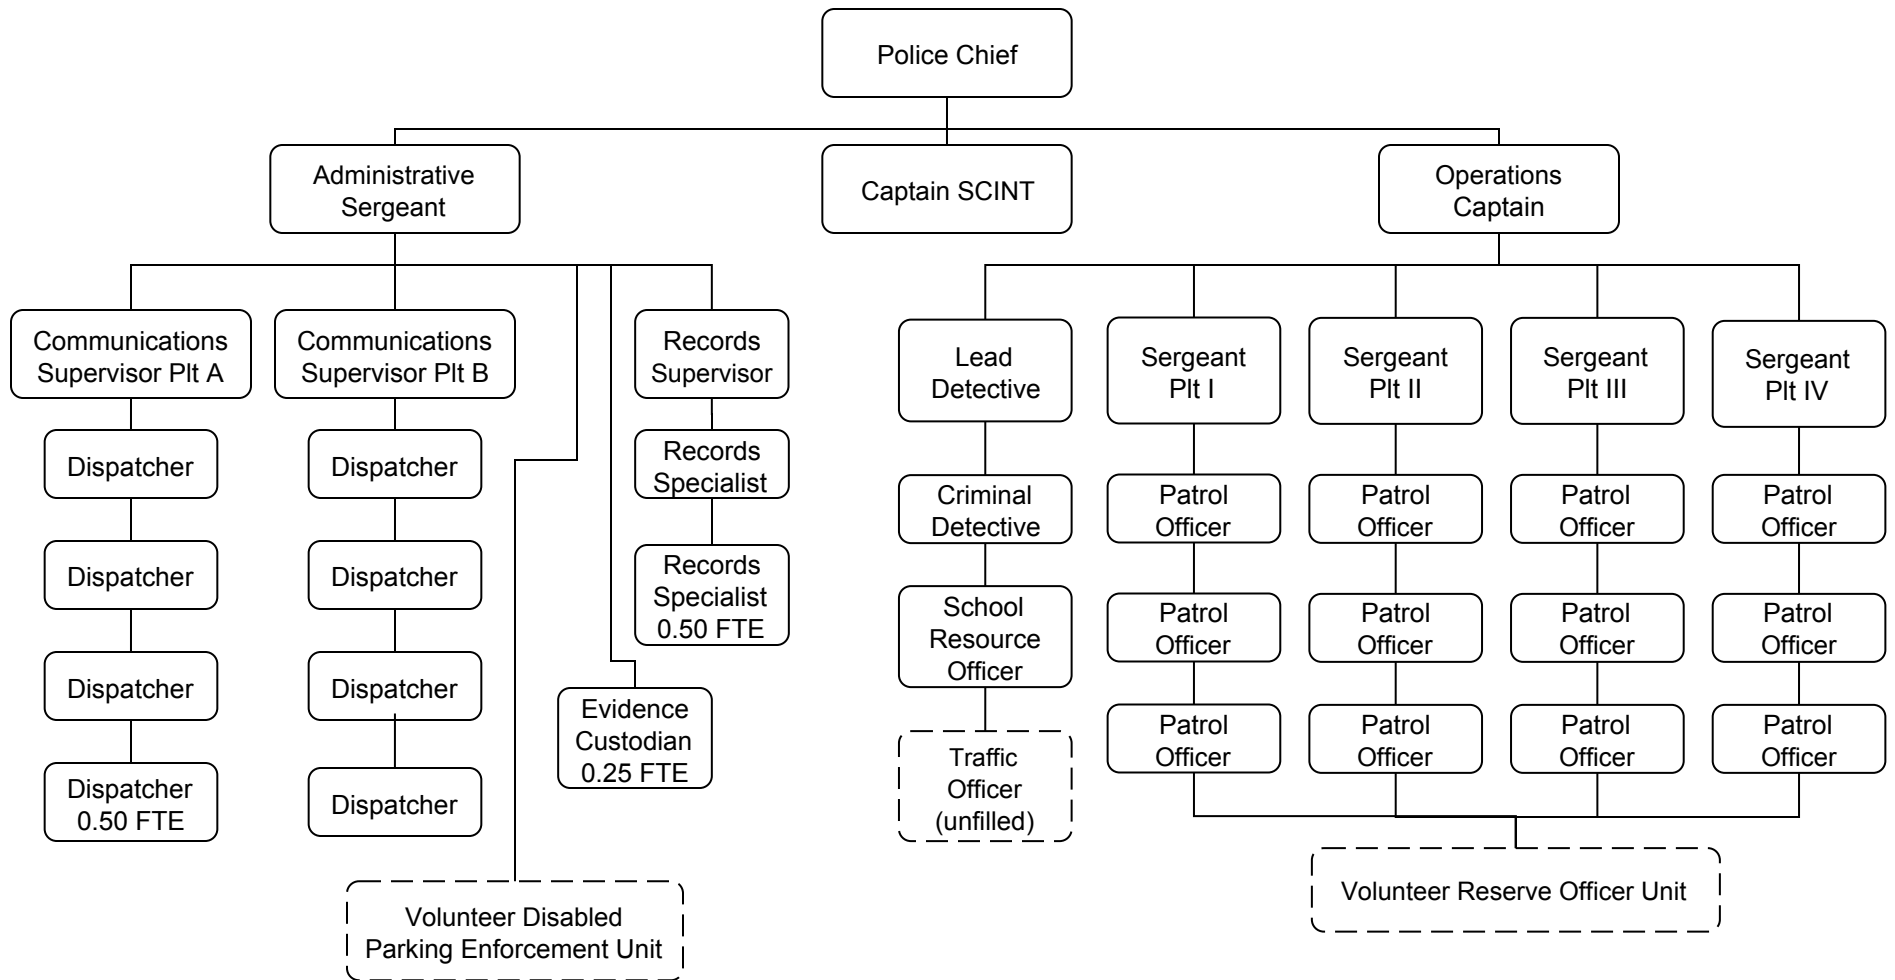 Police Chief
Administrative
Sergeant
Captain SCINT
Operations
Captain
Communications
Supervisor Plt A
Dispatcher
Dispatcher
Dispatcher
Dispatcher
0.50 FTE
Communications
Supervisor Plt B
Dispatcher
Dispatcher
Dispatcher
Dispatcher
Volunteer Disabled
Parking Enforcement Unit
Evidence
Custodian
0.25 FTE
Records
Supervisor
Records
Specialist
Records
Specialist
0.50 FTE
Lead
Detective
Criminal
Detective
School
Resource
Officer
Traffic
Officer
(unfilled)
Sergeant
Plt I
Patrol
Officer
Patrol
Officer
Patrol
Officer
Sergeant
Plt II
Patrol
Officer
Patrol
Officer
Patrol
Officer
Sergeant
Plt III
Patrol
Officer
Patrol
Officer
Patrol
Officer
Sergeant
Plt IV
Patrol
Officer
Patrol
Officer
Patrol
Officer
Volunteer Reserve Officer Unit